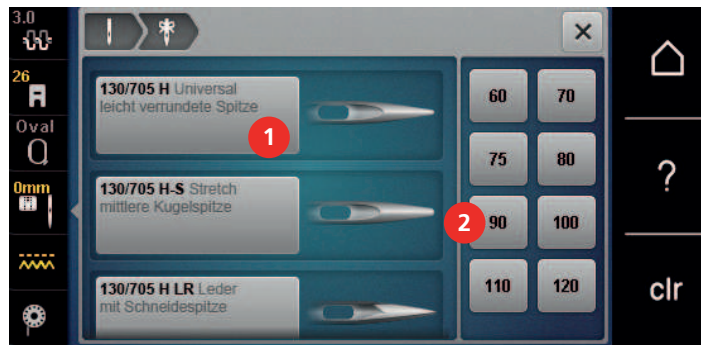 3.0
26
Oval
0mm
130/705 H Universal
leicht verrundete Spitze
1
130/705 H-S Stretch
mittlere Kugelspitze
130/705 H LR Leder
mit Schneidespitze
60 70
75 80
2
90 100
110 120
?
clr